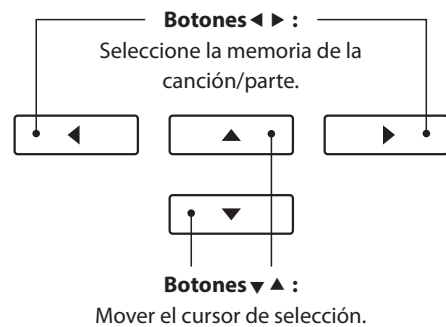 Botones ◀ ▶ :
Seleccione la memoria de la
canción/parte.
Botones ▼ ▲ :
Mover el cursor de selección.